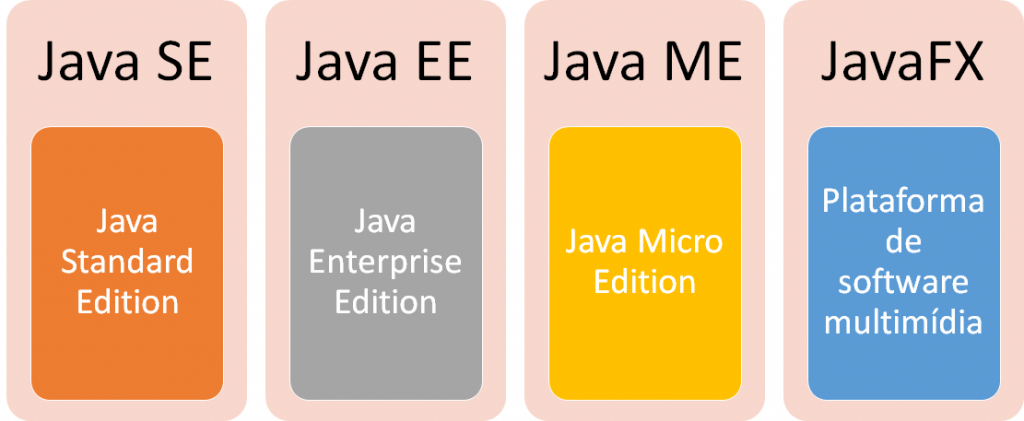 Java SE
Java
Standard
Edition
Java EE
Java
Enterprise
Edition
Java ME
Java Micro
Edition
JavaFX
Plataforma
de
software
multimídia